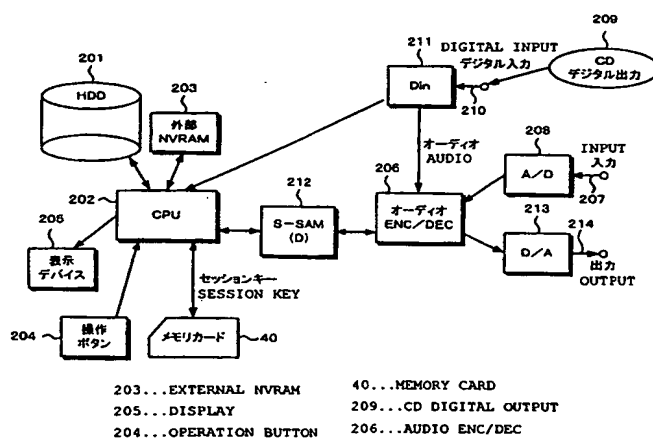 201
HDD
203
外部
NVRAM
211
Din
DIGITAL INPUT
デジタル入力
210
209
CD
デジタル出力
オーディオ
AUDIO
208
A/D
INPUT
入力
207
202
CPU
212
S-SAM
(D)
206
オーディオ
ENC/DEC
213
D/A
214
出力
OUTPUT
205
表示
デバイス
セッションキー
SESSION KEY
204
操作
ボタン
メモリカード
40
203...EXTERNAL NVRAM
205...DISPLAY
204...OPERATION BUTTON
40...MEMORY CARD
209...CD DIGITAL OUTPUT
206...AUDIO ENC/DEC